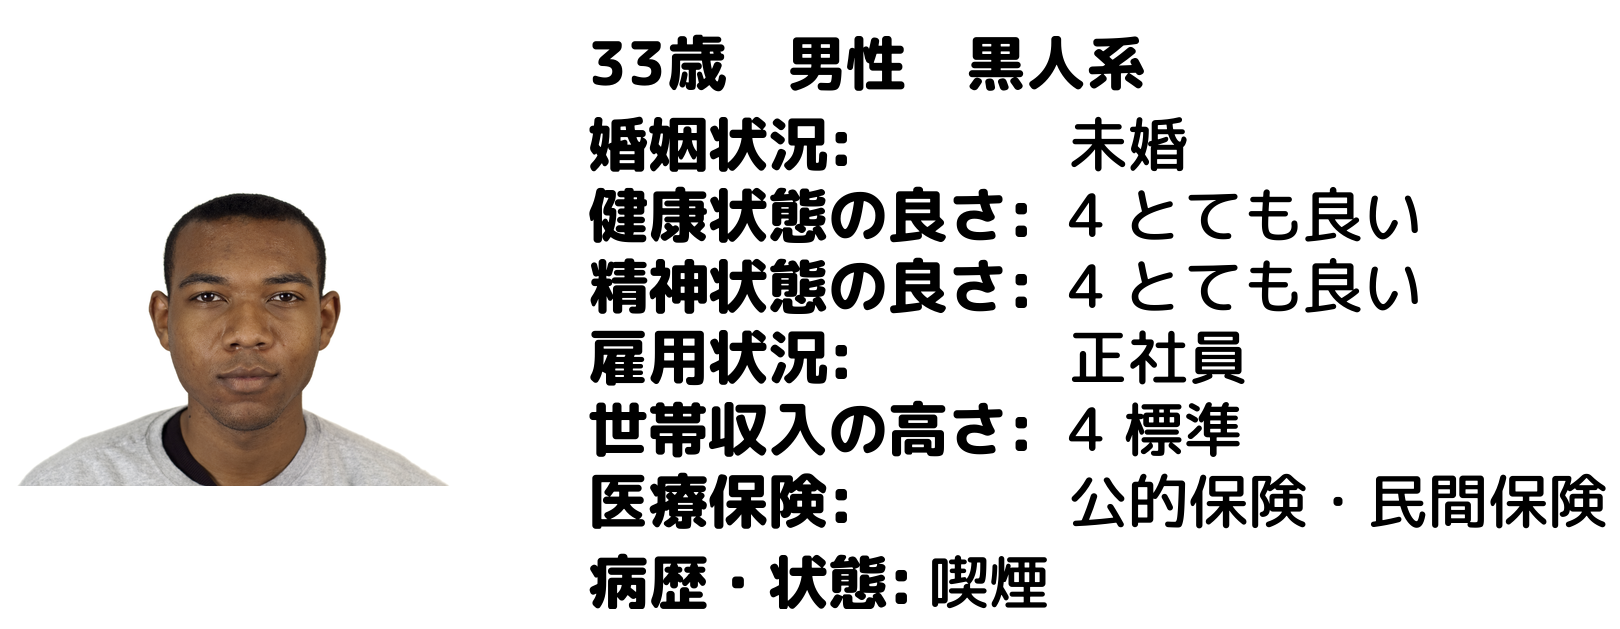 33歳　男性　黒人系
婚姻状況: 未婚
健康状態の良さ: 4 とても良い
精神状態の良さ: 4 とても良い
雇用状況: 正社員
世帯収入の高さ: 4 標準
医療保険: 公的保険・民間保険
病歴・状態: 喫煙